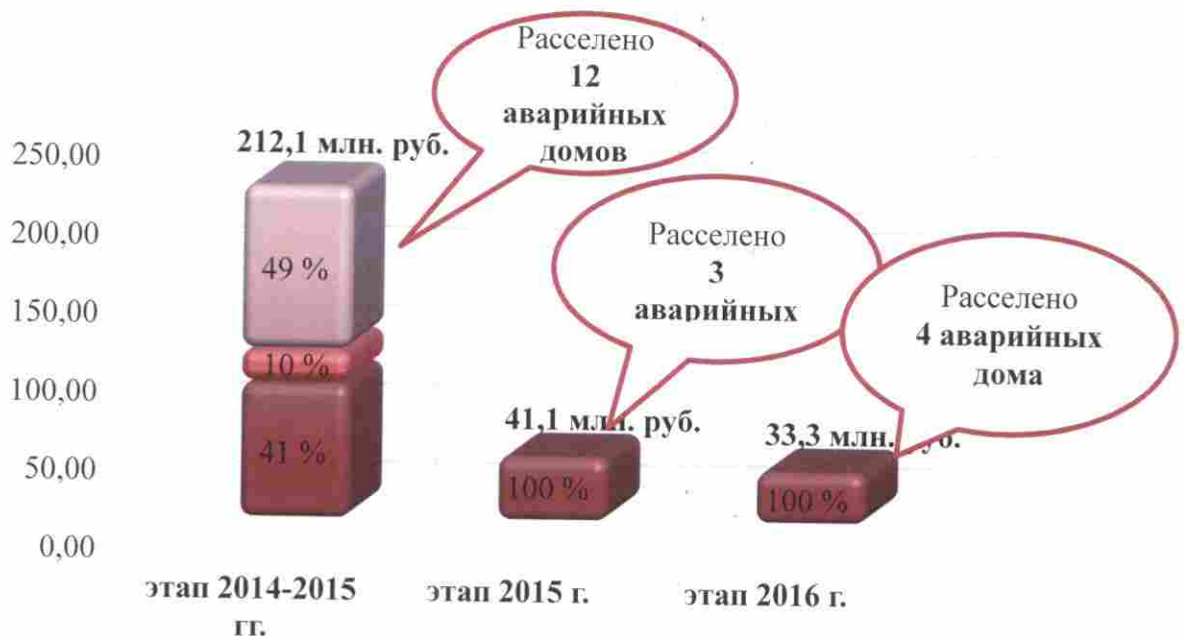 Расселено
12
аварийных
домов
212,1 млн. руб.
250,00
200,00
150,00
100,00
50,00
0,00
49 %
10 %
41 %
Расселено
3
аварийных
41,1 млн. руб.
100 %
Расселено
4 аварийных
дома
33,3 млн. руб.
100 %
этап 2014-2015
гг.
этап 2015 г.
этап 2016 г.